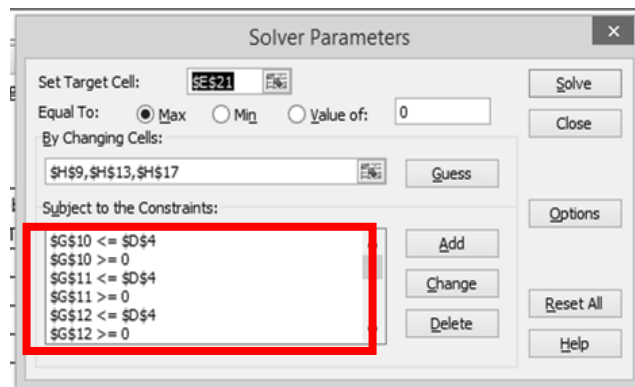 Solver Parameters
Set Target Cell: $E$21 Solve
Equal To: Max Min Value of: 0 Close
By Changing Cells:
$H$9,$H$13,$H$17 Guess
Subject to the Constraints: Options
$G$10 <= $D$4 Add
$G$10 >= 0
$G$11 <= $D$4 Change
$G$11 >= 0 Reset All
$G$12 <= $D$4 Delete
$G$12 >= 0 Help